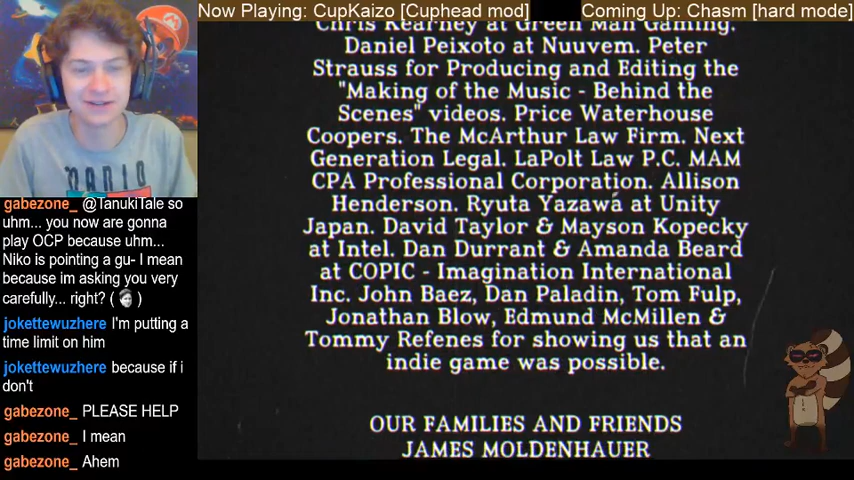 Now Playing: CupKaizo [Cuphead mod]
Coming Up: Chasm [hard mode]
Chris Kearney at Green Man Gaming.
Daniel Peixoto at Nuuvem. Peter
Strauss for Producing and Editing the
"Making of the Music - Behind the
Scenes" videos. Price Waterhouse
Coopers. The McArthur Law Firm. Next
Generation Legal. LaPolt Law P.C. MAM
CPA Professional Corporation. Allison
Henderson. Ryuta Yazawa at Unity
Japan. David Taylor & Mayson Kopecky
at Intel. Dan Durrant & Amanda Beard
at COPIC - Imagination International
Inc. John Baez, Dan Paladin, Tom Fulp,
Jonathan Blow, Edmund McMillen &
Tommy Refenes for showing us that an
indie game was possible.
OUR FAMILIES AND FRIENDS
JAMES MOLDENHAUER
gabezone_ @TanukiTale so
uhm... you now are gonna
play OCP because uhm...
Niko is pointing a gu- I mean
because im asking you very
carefully... right? ( )
jokettewuzhere I'm putting a
time limit on him
jokettewuzhere because if i
don't
gabezone_ PLEASE HELP
gabezone_ I mean
gabezone_ Ahem